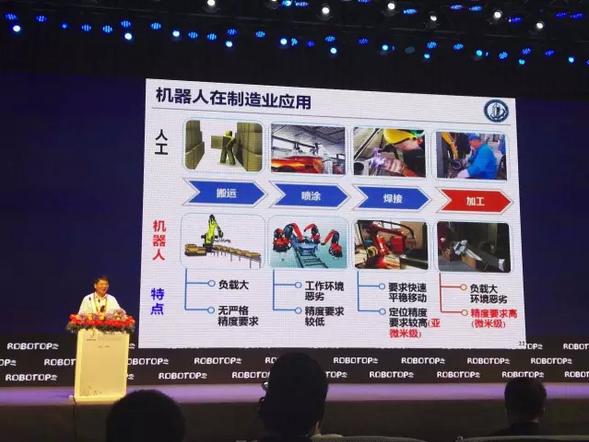 机器人在制造业应用
人工
搬运
喷涂
焊接
加工
机器人
特点
负载大
无严格
精度要求
工作环境
恶劣
精度要求
较低
要求快速
平稳移动
定位精度
要求较高(亚
微米级)
负载大
环境恶劣
精度要求高
(微米级)
ROBOTOP
ROBOTOP
ROBOTOP
ROBOTOP
ROBOTOP
ROBOTOP
ROBOTOP
ROBOTOP
ROBOTOP
ROBOTOP